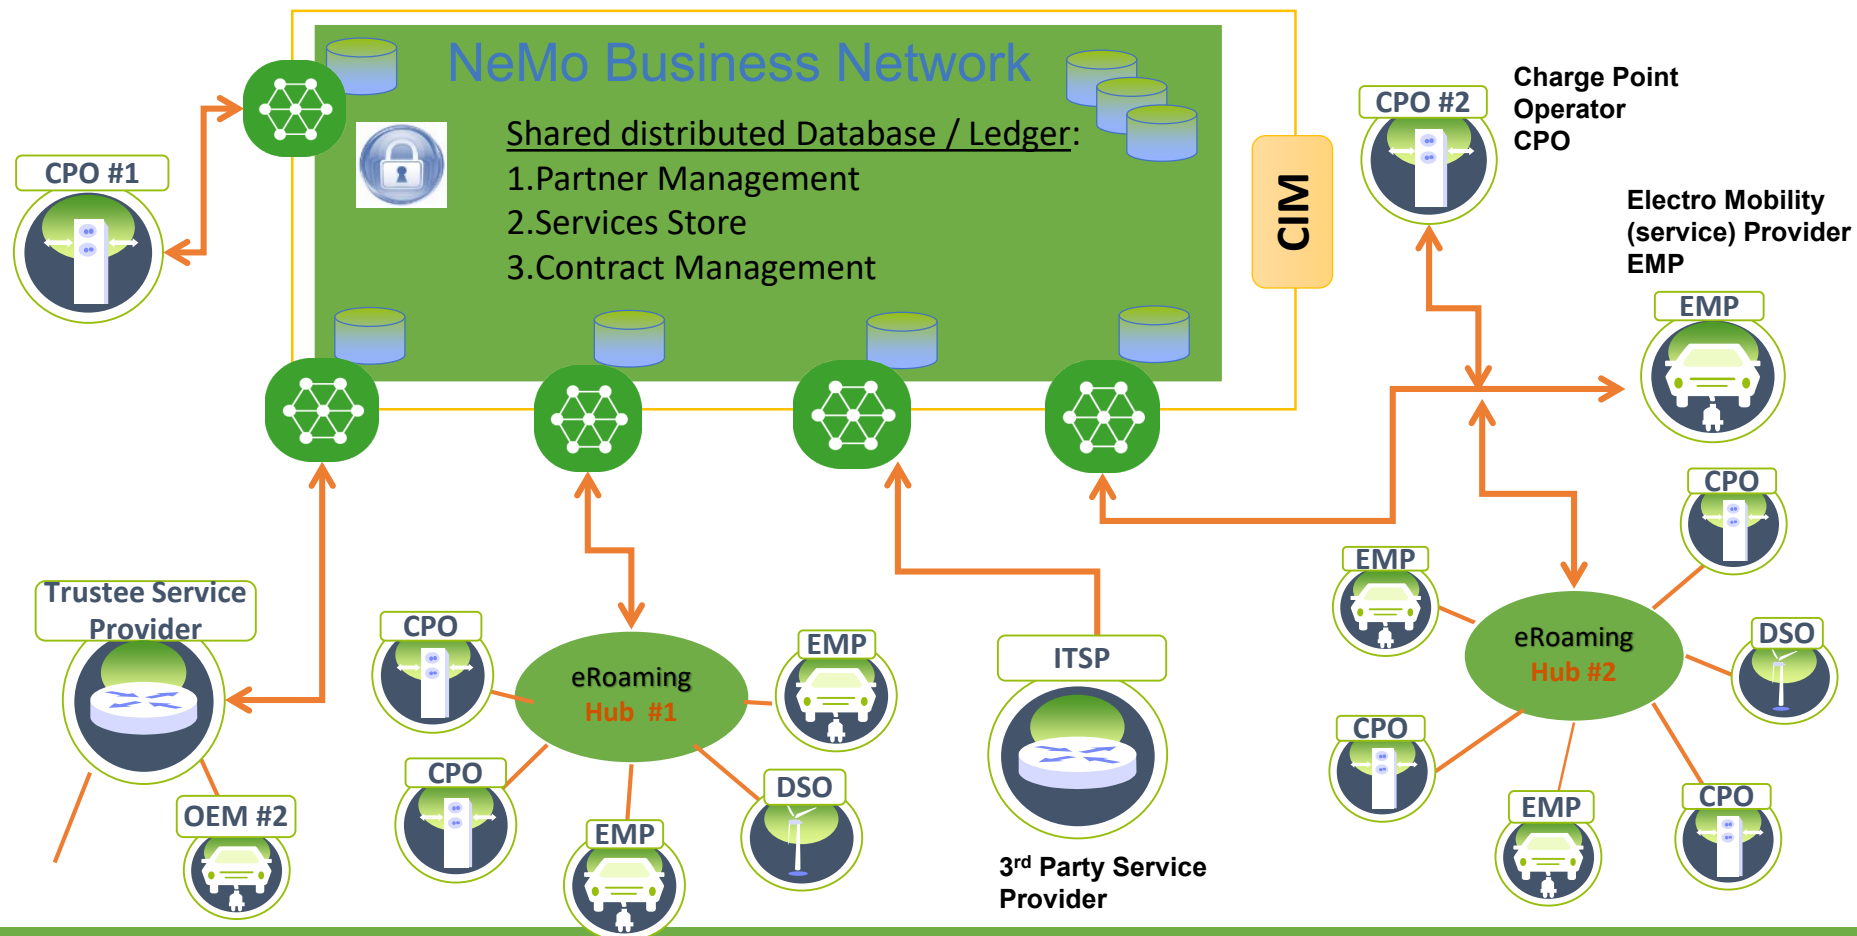 NeMo Business Network
Shared distributed Database / Ledger:
1.Partner Management
2.Services Store
3.Contract Management
CIM
CPO #1
CPO #2
Charge Point
Operator
CPO
Electro Mobility
(service) Provider
EMP
EMP
Trustee Service
Provider
OEM #2
CPO
CPO
EMP
DSO
EMP
eRoaming
Hub #1
ITSP
3rd Party Service
Provider
EMP
CPO
DSO
eRoaming
Hub #2
CPO
EMP
CPO